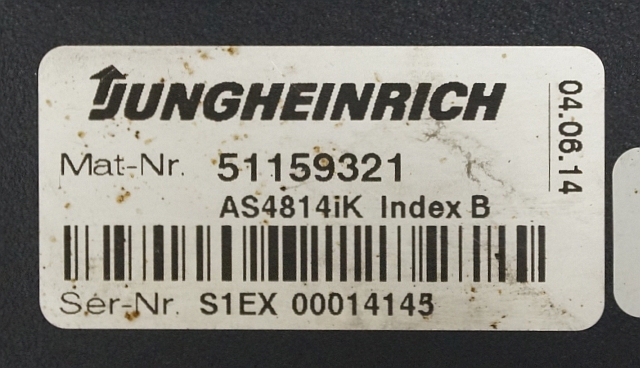 JUNGHEINRICH
04.06.14
Mat-Nr. 51159321
AS4814iK Index B
Ser-Nr. S1EX 00014145